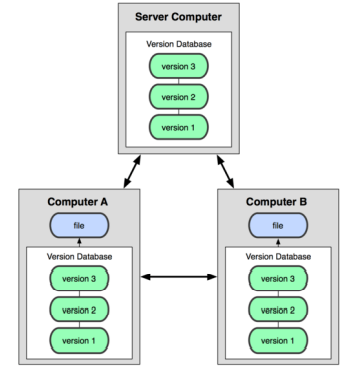 Server Computer
Version Database
version 3
version 2
version 1
Computer A
file
Version Database
version 3
version 2
version 1
Computer B
file
Version Database
version 3
version 2
version 1